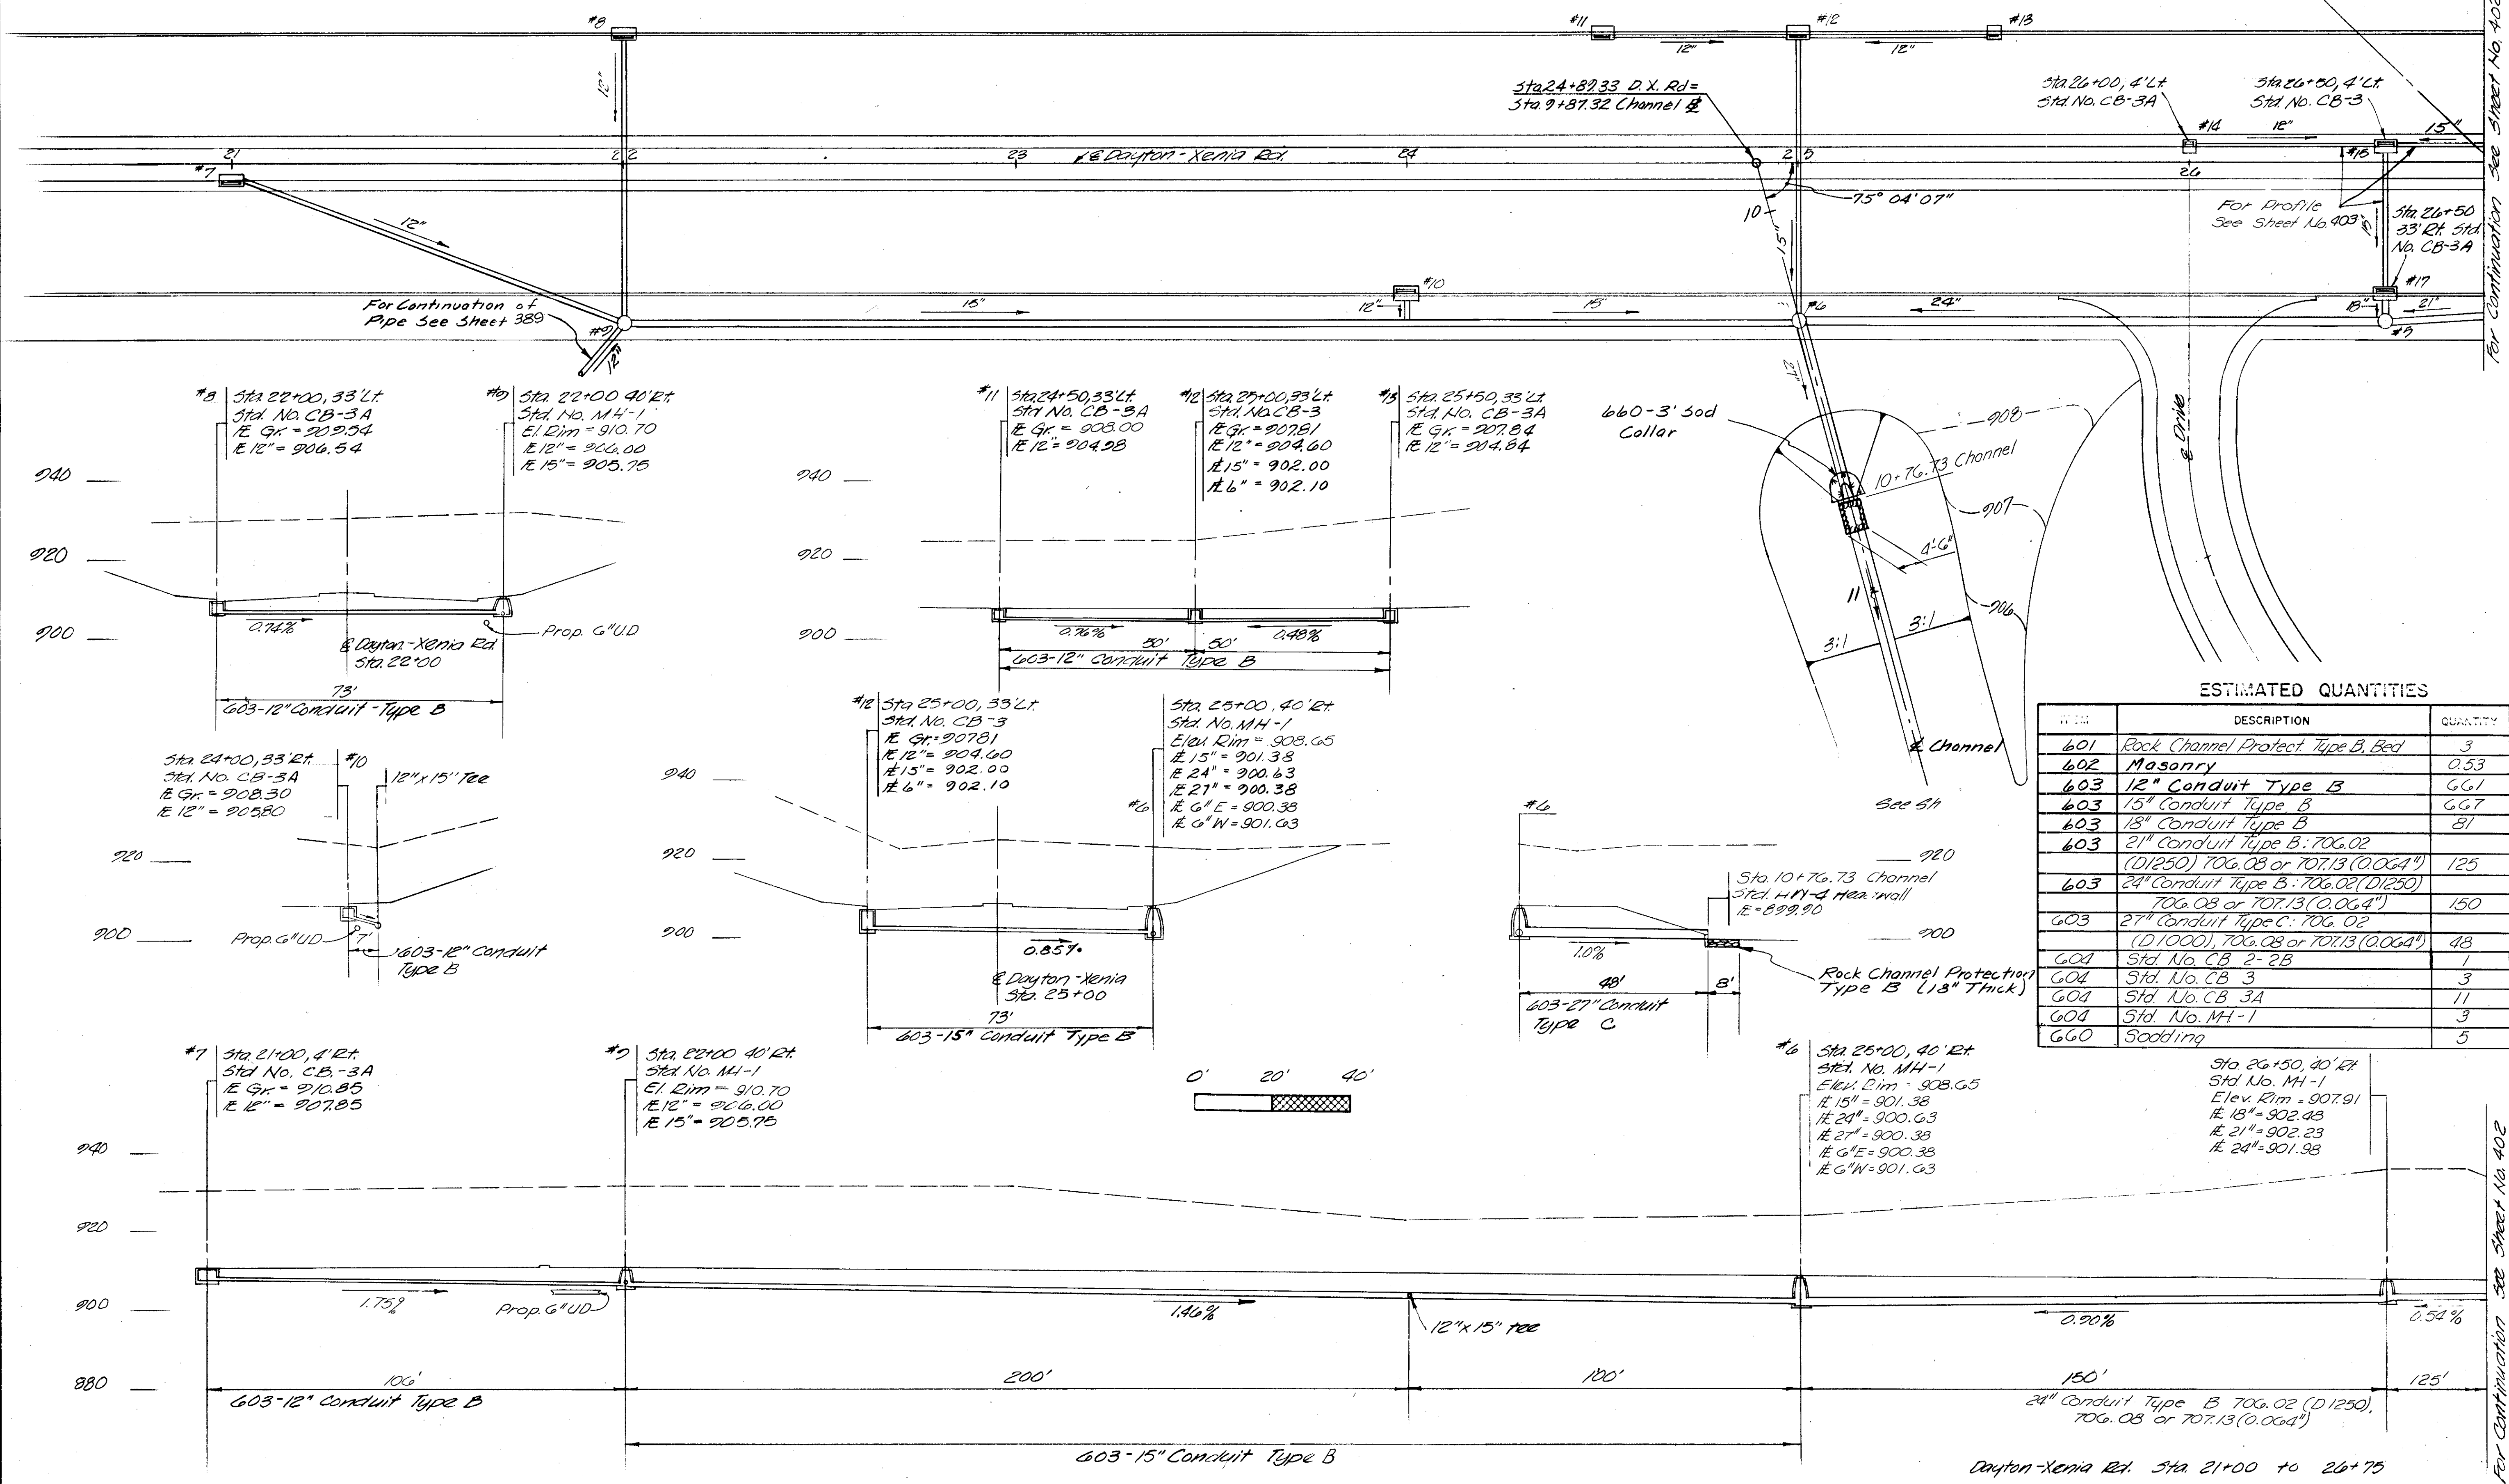 #8
#11
#12
#13
12"
12"
12"
For Continuation See Sheet No. 402
Sta 24+89.33 D.X. Rd=
Sta. 9+87.32 Channel ℄
Sta. 26+00, 4' Lt.
Std. No. CB-3A
Sta. 26+50, 4' Lt.
Std. No. CB-3
#14
12"
15"
21
22
23
℄ Dayton-Xenia Rd.
24
25
26
#7
#15
12"
75° 04' 07"
10
15"
For Profile
See Sheet No. 403
Sta. 26+50
33' Rt. Std.
No. CB-3A
#10
#17
For Continuation of
Pipe See Sheet 389
15"
12"
15"
#6
24"
18"
21"
#9
12"
#5
27"
#8 Sta. 22+00, 33' Lt.
Std. No. CB-3A
℄ Gr. = 909.54
℄ 12" = 906.54
#9 Sta. 22+00 40' Rt.
Std. No. MH-1
El. Rim = 910.70
℄ 12" = 906.00
℄ 15" = 905.75
#11 Sta. 24+50, 33' Lt.
Std No. CB-3A
℄ Gr. = 908.00
℄ 12" = 904.98
#12 Sta. 25+00, 33' Lt.
Std. No. CB-3
℄ Gr. = 907.81
℄ 12" = 904.60
℄ 15" = 902.00
℄ 6" = 902.10
#13 Sta. 25+50, 33' Lt.
Std. No. CB-3A
℄ Gr. = 907.84
℄ 12" = 904.84
660-3' Sod
Collar
908
10+76.73 Channel
907
4'-6"
906
11
3:1
3:1
℄ Drive
℄ Channel
940
920
900
0.74%
Prop. 6" U.D
℄ Dayton-Xenia Rd.
Sta. 22+00
73'
603-12" Conduit - Type B
940
920
900
0.76%
0.48%
50'
50'
603-12" Conduit Type B
Sta. 24+00, 33' Rt. #10
Std. No. CB-3A
℄ Gr. = 908.30
℄ 12" = 905.80
12" x 15" Tee
920
900
Prop. 6" UD
7'
603-12" Conduit
Type B
#12 Sta 25+00, 33' Lt.
Std. No. CB-3
℄ Gr. = 907.81
℄ 12" = 904.60
℄ 15" = 902.00
℄ 6" = 902.10
Sta. 25+00, 40' Rt.
Std. No. MH-1
Elev. Rim = 908.65
℄ 15" = 901.38
℄ 24" = 900.63
℄ 27" = 900.38
#6 ℄ 6" E = 900.38
℄ 6" W = 901.63
940
920
900
0.85%
℄ Dayton-Xenia
Sta. 25+00
73'
603-15" Conduit Type B
#6
See Sh
920
Sta. 10+76.73 Channel
Std. HW-4 Headwall
℄ = 899.90
900
1.0%
Rock Channel Protection
Type B (18" Thick)
48'
8'
603-27" Conduit
Type C
ESTIMATED QUANTITIES
ITEM DESCRIPTION QUANTITY
601 Rock Channel Protect. Type B, Bed 3
602 Masonry 0.53
603 12" Conduit Type B 661
603 15" Conduit Type B 667
603 18" Conduit Type B 81
603 21" Conduit Type B: 706.02
(D1250) 706.08 or 707.13 (0.064") 125
603 24" Conduit Type B: 706.02 (D1250)
706.08 or 707.13 (0.064") 150
603 27" Conduit Type C: 706.02
(D1000), 706.08 or 707.13 (0.064") 48
604 Std. No. CB 2-2B 1
604 Std. No. CB 3 3
604 Std. No. CB 3A 11
604 Std. No. MH-1 3
660 Sodding 5
#7 Sta. 21+00, 4' Rt.
Std No. CB.-3A
℄ Gr. = 910.85
℄ 12" = 907.85
#9 Sta. 22+00 40' Rt.
Std. No. MH-1
El. Rim = 910.70
℄ 12" = 906.00
℄ 15" = 905.75
0' 20' 40'
#6 Sta. 25+00, 40' Rt.
Std. No. MH-1
Elev. Rim 908.65
℄ 15" = 901.38
℄ 24" = 900.63
℄ 27" = 900.38
℄ 6" E = 900.38
℄ 6" W = 901.63
Sta. 26+50, 40' Rt.
Std. No. MH-1
Elev. Rim = 907.91
℄ 18" = 902.48
℄ 21" = 902.23
℄ 24" = 901.98
940
920
900
880
1.75%
Prop. 6" UD
1.46%
12" x 15" tee
0.90%
0.54%
106'
603-12" Conduit Type B
200'
100'
150'
125'
24" Conduit Type B 706.02 (D1250),
706.08 or 707.13 (0.064")
603-15" Conduit Type B
Dayton-Xenia Rd. Sta. 21+00 to 26+75
For Continuation See Sheet No. 402